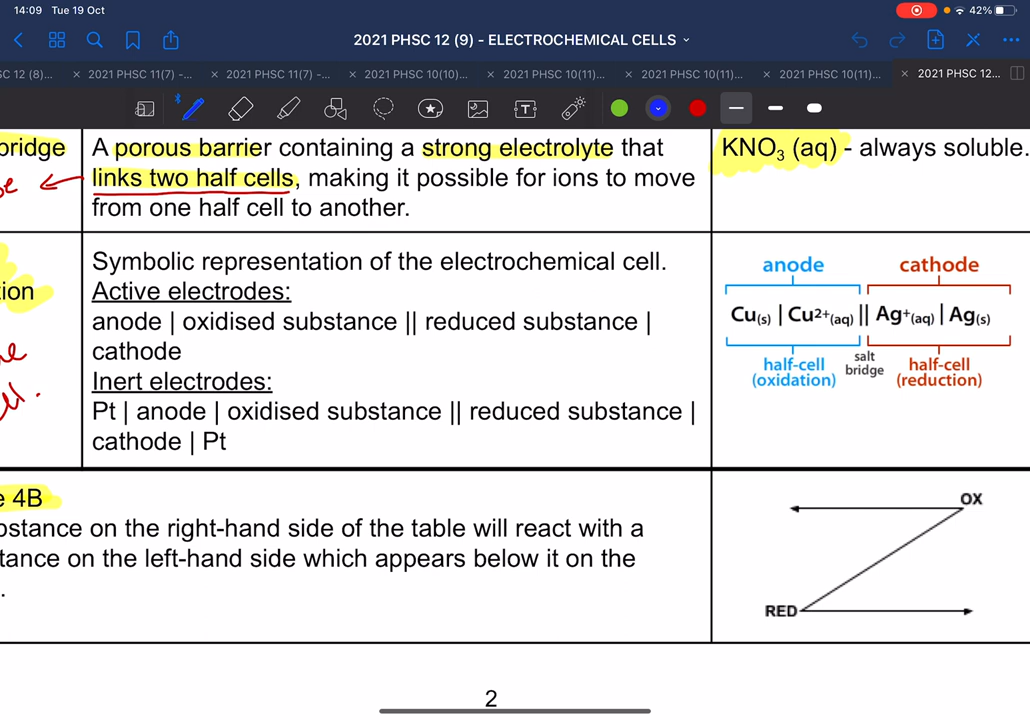 14:09 Tue 19 Oct
42%
2021 PHSC 12 (9) - ELECTROCHEMICAL CELLS
SC 12 (8)... × 2021 PHSC 11(7) -... × 2021 PHSC 11(7) -... × 2021 PHSC 10(10)... × 2021 PHSC 10(11)... × 2021 PHSC 10(11)... × 2021 PHSC 10(11)... × 2021 PHSC 12...
bridge
A porous barrier containing a strong electrolyte that
links two half cells, making it possible for ions to move
from one half cell to another.
KNO₃ (aq) - always soluble.
tion
Symbolic representation of the electrochemical cell.
Active electrodes:
anode | oxidised substance || reduced substance |
cathode
Inert electrodes:
Pt | anode | oxidised substance || reduced substance |
cathode | Pt
anode cathode
Cu(s) | Cu²⁺(aq) || Ag⁺(aq) | Ag(s)
half-cell
(oxidation)
salt
bridge
half-cell
(reduction)
e 4B
bstance on the right-hand side of the table will react with a
tance on the left-hand side which appears below it on the
.
OX
RED
2